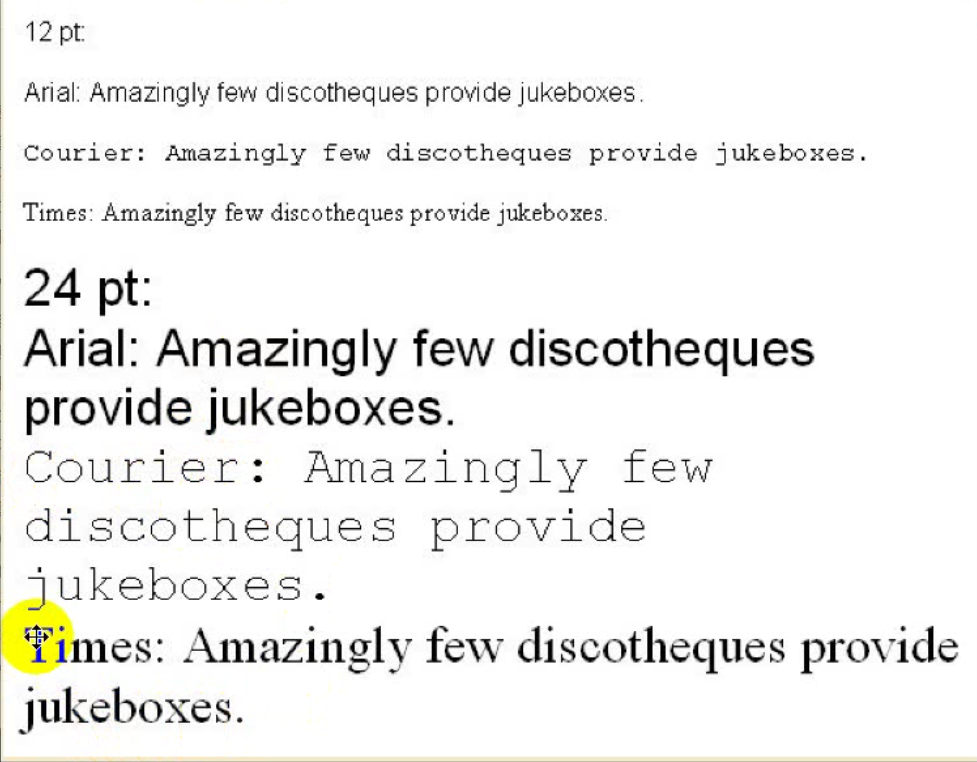 12 pt:
Arial: Amazingly few discotheques provide jukeboxes.
Courier: Amazingly few discotheques provide jukeboxes.
Times: Amazingly few discotheques provide jukeboxes.
24 pt:
Arial: Amazingly few discotheques
provide jukeboxes.
Courier: Amazingly few
discotheques provide
jukeboxes.
Times: Amazingly few discotheques provide
jukeboxes.